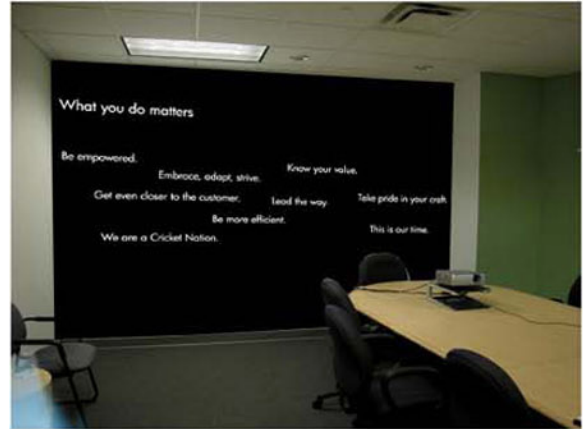 What you do matters
Be empowered.
Know your value.
Embrace, adapt, strive.
Get even closer to the customer.
Lead the way.
Take pride in your craft.
Be more efficient.
This is our time.
We are a Cricket Nation.